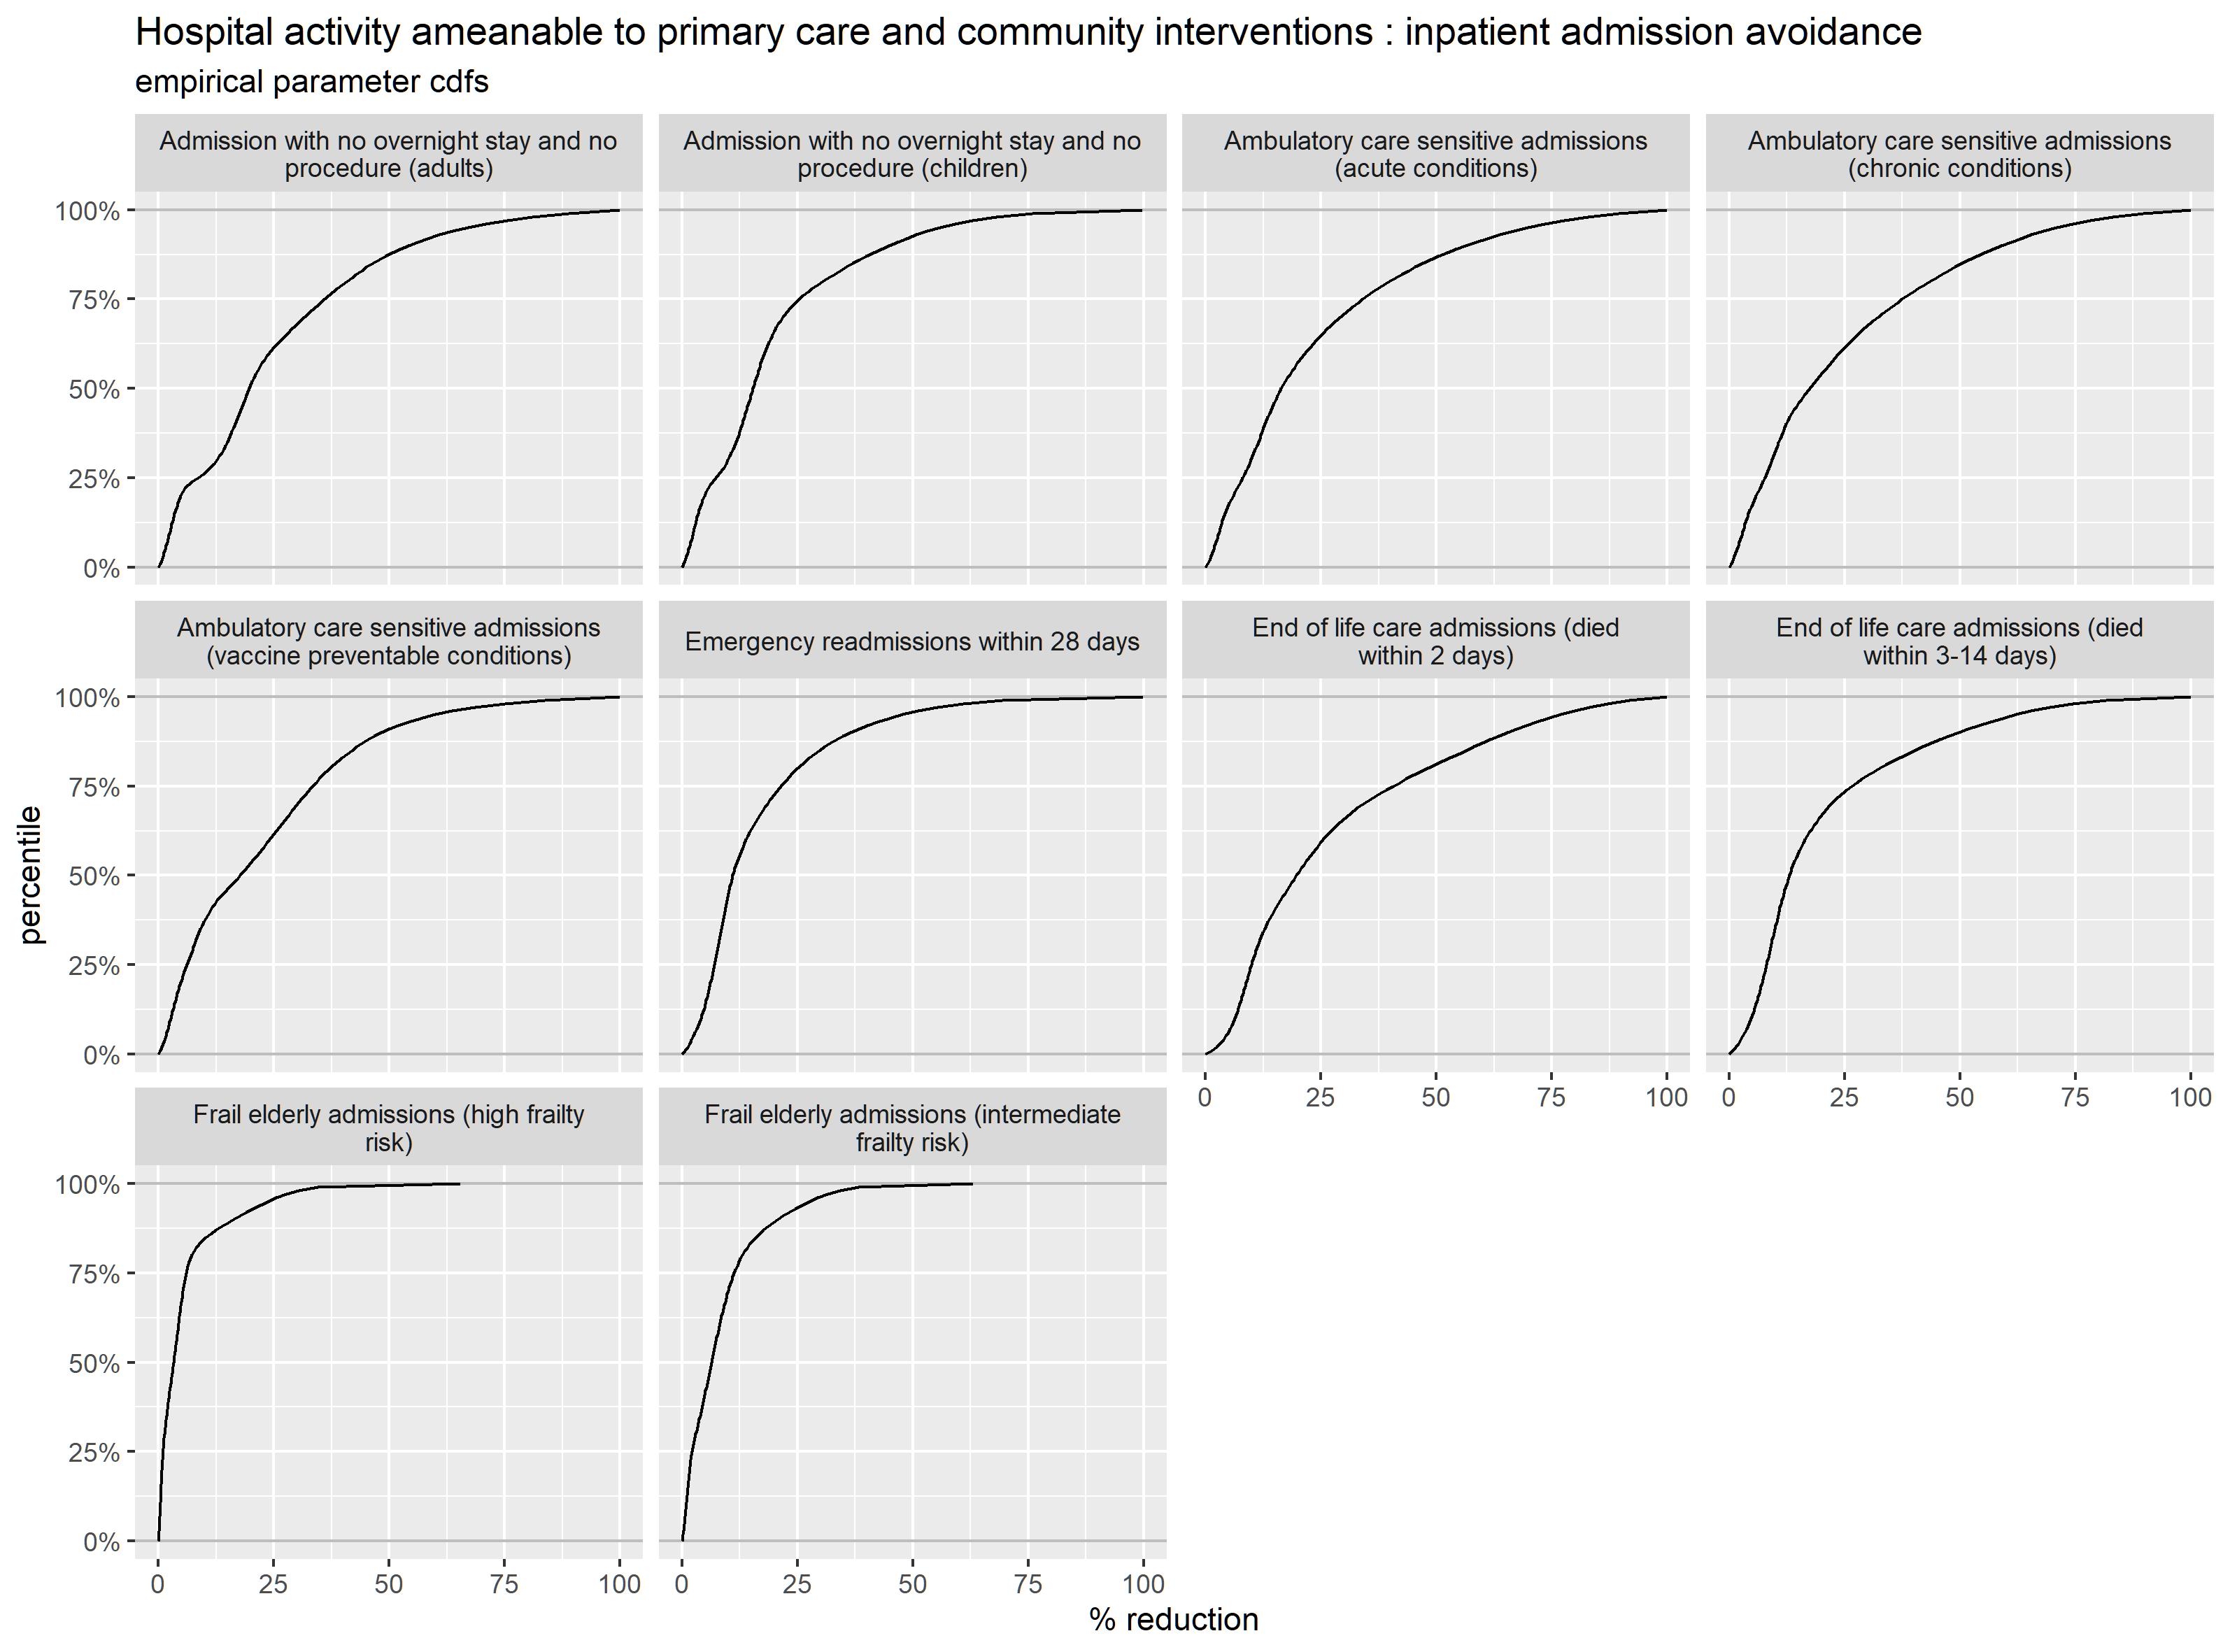 Hospital activity ameanable to primary care and community interventions : inpatient admission avoidance
empirical parameter cdfs
Admission with no overnight stay and no
procedure (adults)
Admission with no overnight stay and no
procedure (children)
Ambulatory care sensitive admissions
(acute conditions)
Ambulatory care sensitive admissions
(chronic conditions)
100%
75%
50%
25%
0%
Ambulatory care sensitive admissions
(vaccine preventable conditions)
Emergency readmissions within 28 days
End of life care admissions (died
within 2 days)
End of life care admissions (died
within 3-14 days)
100%
75%
50%
25%
0%
0 25 50 75 100
0 25 50 75 100
Frail elderly admissions (high frailty
risk)
Frail elderly admissions (intermediate
frailty risk)
100%
75%
50%
25%
0%
0 25 50 75 100
0 25 50 75 100
percentile
% reduction